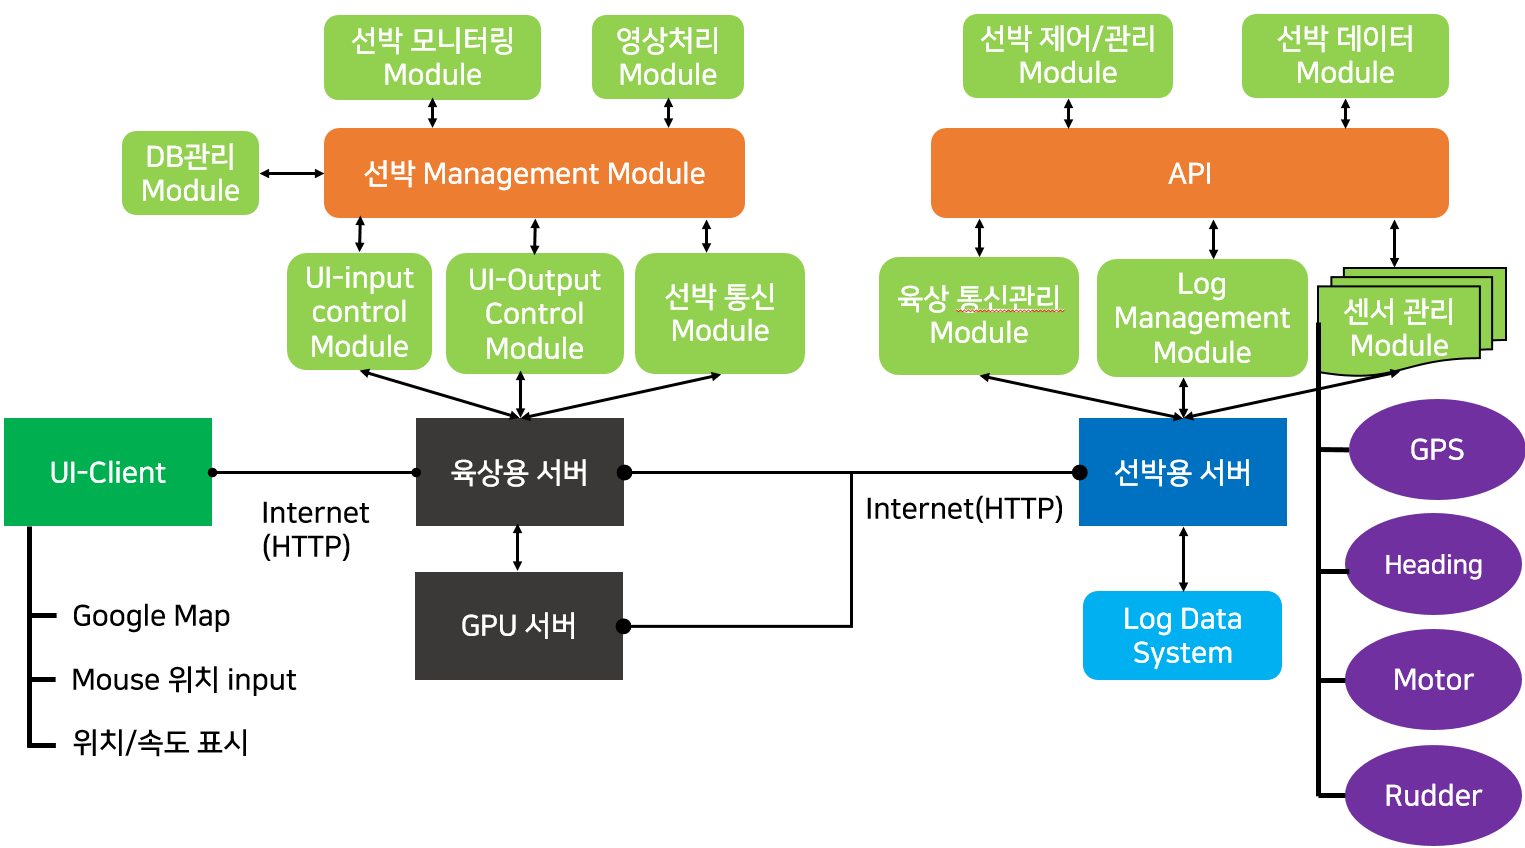 선박 모니터링
Module
영상처리
Module
선박 제어/관리
Module
선박 데이터
Module
DB관리
Module
선박 Management Module
API
UI-input
control
Module
UI-Output
Control
Module
선박 통신
Module
육상 통신관리
Module
Log
Management
Module
센서 관리
Module
UI-Client
육상용 서버
선박용 서버
GPS
Internet
(HTTP)
Internet(HTTP)
Heading
GPU 서버
Log Data
System
Google Map
Mouse 위치 input
위치/속도 표시
Motor
Rudder